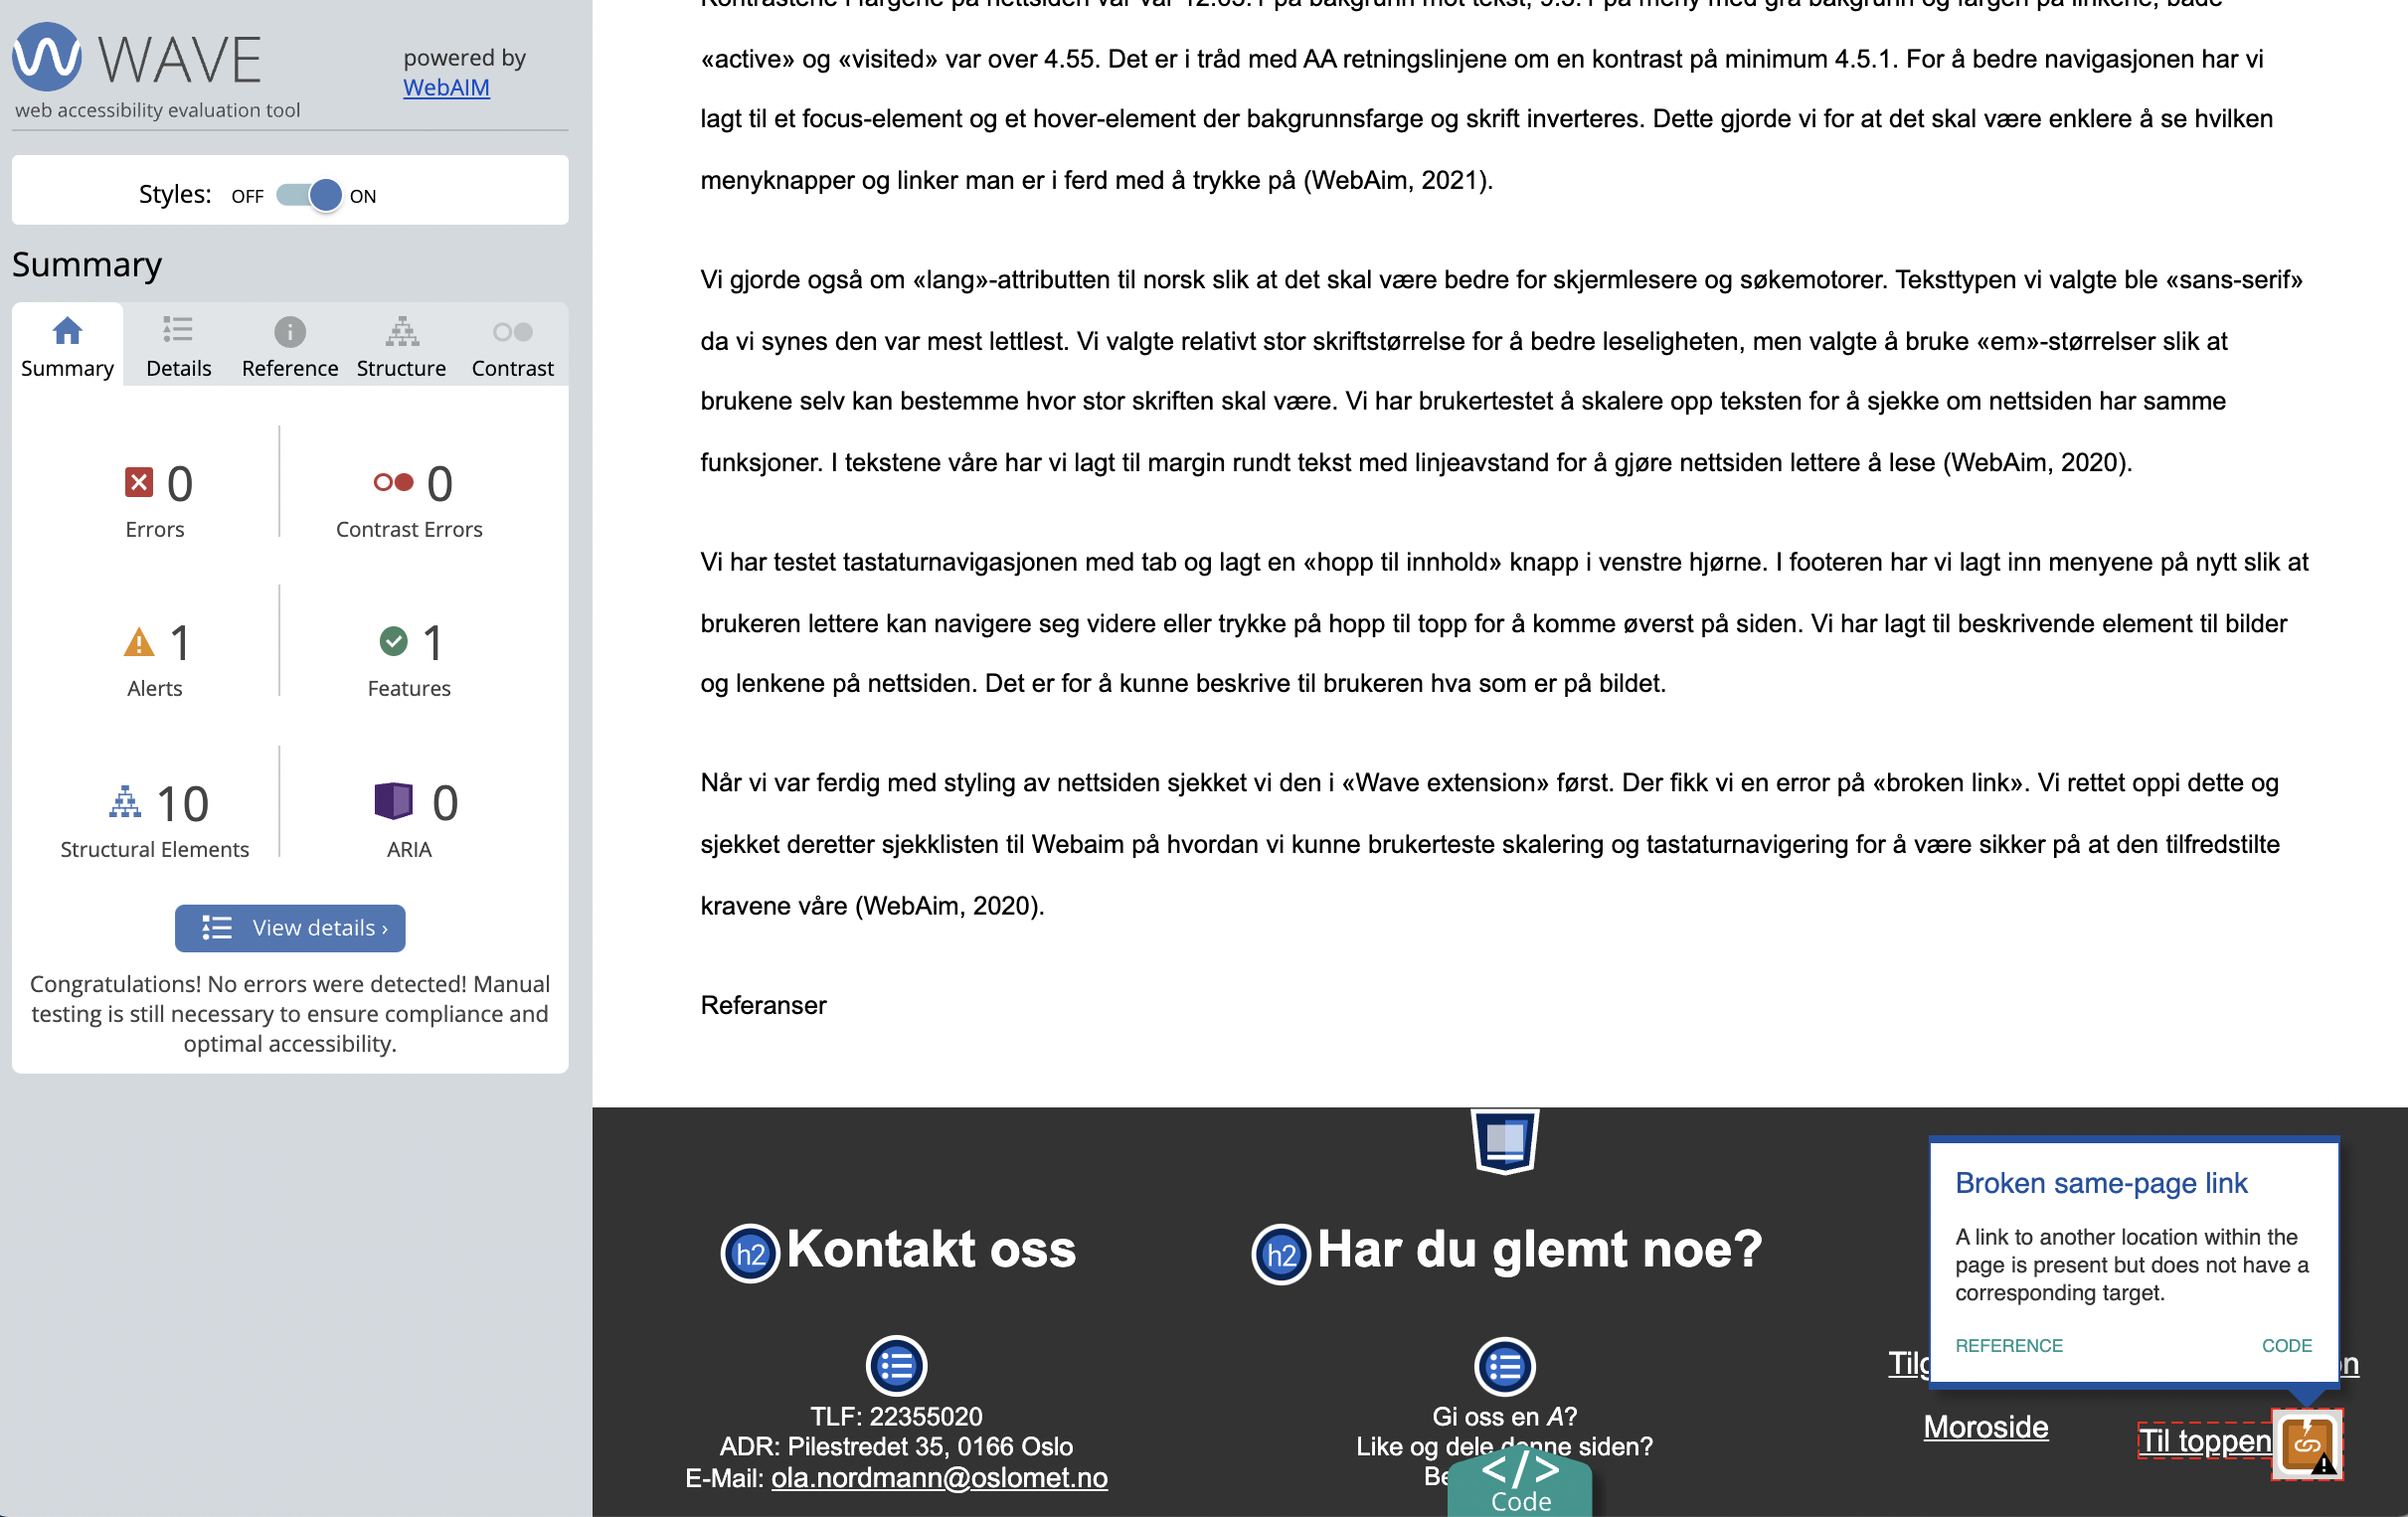 WAVE
powered by
WebAIM
web accessibility evaluation tool
Styles: OFF ON
Summary
Summary Details Reference Structure Contrast
0 0
Errors Contrast Errors
1 1
Alerts Features
10 0
Structural Elements ARIA
View details ›
Congratulations! No errors were detected! Manual
testing is still necessary to ensure compliance and
optimal accessibility.
«active» og «visited» var over 4.55. Det er i tråd med AA retningslinjene om en kontrast på minimum 4.5.1. For å bedre navigasjonen har vi
lagt til et focus-element og et hover-element der bakgrunnsfarge og skrift inverteres. Dette gjorde vi for at det skal være enklere å se hvilken
menyknapper og linker man er i ferd med å trykke på (WebAim, 2021).
Vi gjorde også om «lang»-attributten til norsk slik at det skal være bedre for skjermlesere og søkemotorer. Teksttypen vi valgte ble «sans-serif»
da vi synes den var mest lettlest. Vi valgte relativt stor skriftstørrelse for å bedre leseligheten, men valgte å bruke «em»-størrelser slik at
brukene selv kan bestemme hvor stor skriften skal være. Vi har brukertestet å skalere opp teksten for å sjekke om nettsiden har samme
funksjoner. I tekstene våre har vi lagt til margin rundt tekst med linjeavstand for å gjøre nettsiden lettere å lese (WebAim, 2020).
Vi har testet tastaturnavigasjonen med tab og lagt en «hopp til innhold» knapp i venstre hjørne. I footeren har vi lagt inn menyene på nytt slik at
brukeren lettere kan navigere seg videre eller trykke på hopp til topp for å komme øverst på siden. Vi har lagt til beskrivende element til bilder
og lenkene på nettsiden. Det er for å kunne beskrive til brukeren hva som er på bildet.
Når vi var ferdig med styling av nettsiden sjekket vi den i «Wave extension» først. Der fikk vi en error på «broken link». Vi rettet oppi dette og
sjekket deretter sjekklisten til Webaim på hvordan vi kunne brukerteste skalering og tastaturnavigering for å være sikker på at den tilfredstilte
kravene våre (WebAim, 2020).
Referanser
h2 Kontakt oss
TLF: 22355020
ADR: Pilestredet 35, 0166 Oslo
E-Mail: ola.nordmann@oslomet.no
h2 Har du glemt noe?
Gi oss en A?
Like og dele denne siden?
</> Code
Broken same-page link
A link to another location within the
page is present but does not have a
corresponding target.
REFERENCE CODE
Moroside Til toppen